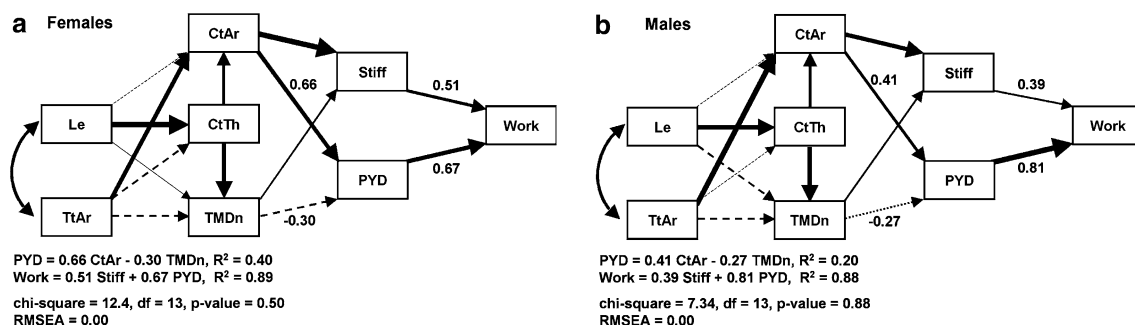 a Females
CtAr
Stiff
0.66
0.51
Le
CtTh
Work
PYD
0.67
TtAr
TMDn
-0.30
PYD = 0.66 CtAr - 0.30 TMDn, R² = 0.40
Work = 0.51 Stiff + 0.67 PYD, R² = 0.89
chi-square = 12.4, df = 13, p-value = 0.50
RMSEA = 0.00
b Males
CtAr
Stiff
0.41
0.39
Le
CtTh
Work
PYD
0.81
TtAr
TMDn
-0.27
PYD = 0.41 CtAr - 0.27 TMDn, R² = 0.20
Work = 0.39 Stiff + 0.81 PYD, R² = 0.88
chi-square = 7.34, df = 13, p-value = 0.88
RMSEA = 0.00